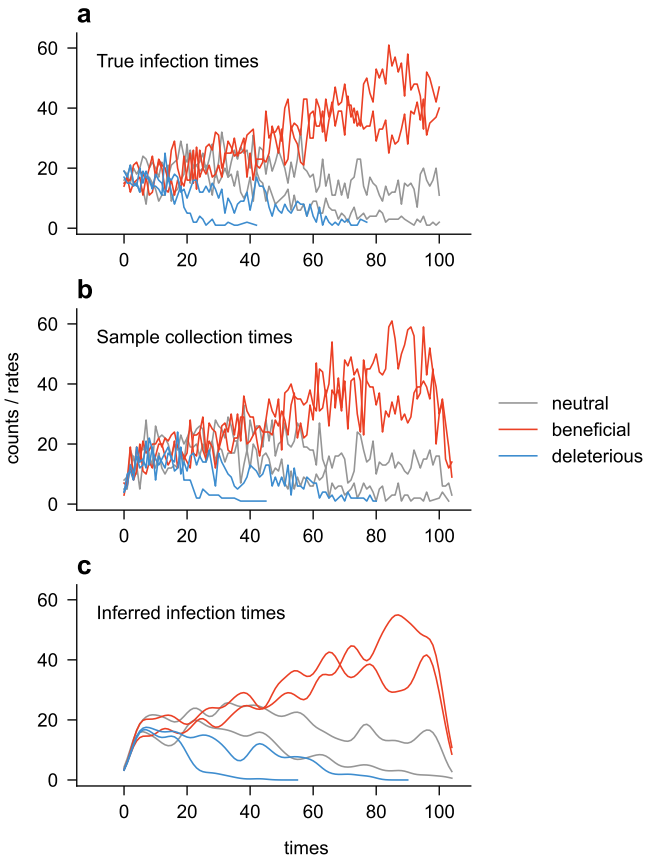 a
60
True infection times
40
20
0
0 20 40 60 80 100
b
60
Sample collection times
40
20
0
0 20 40 60 80 100
counts / rates
neutral
beneficial
deleterious
c
60
Inferred infection times
40
20
0
0 20 40 60 80 100
times